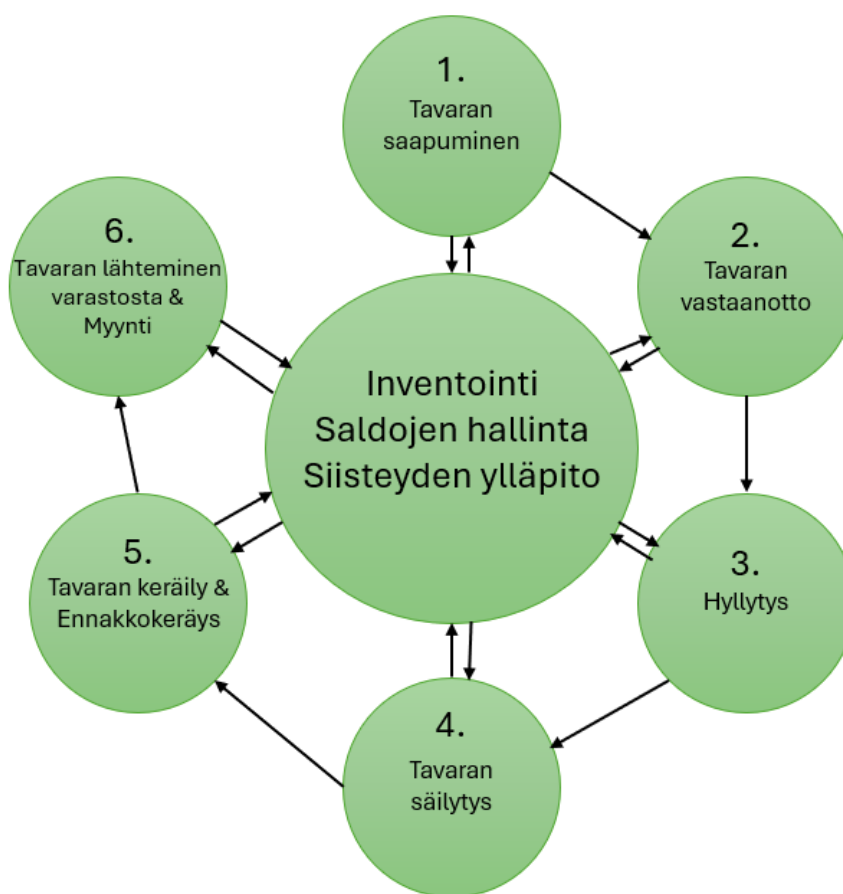 1.
Tavaran
saapuminen
2.
Tavaran
vastaanotto
3.
Hyllytys
4.
Tavaran
säilytys
5.
Tavaran keräily &
Ennakkokeräys
6.
Tavaran lähteminen
varastosta &
Myynti
Inventointi
Saldojen hallinta
Siisteyden ylläpito